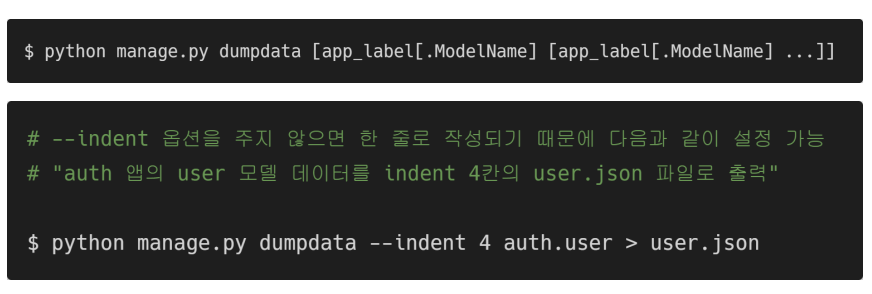 $ python manage.py dumpdata [app_label[.ModelName] [app_label[.ModelName] ...]]
# --indent 옵션을 주지 않으면 한 줄로 작성되기 때문에 다음과 같이 설정 가능
# "auth 앱의 user 모델 데이터를 indent 4칸의 user.json 파일로 출력"
$ python manage.py dumpdata --indent 4 auth.user > user.json